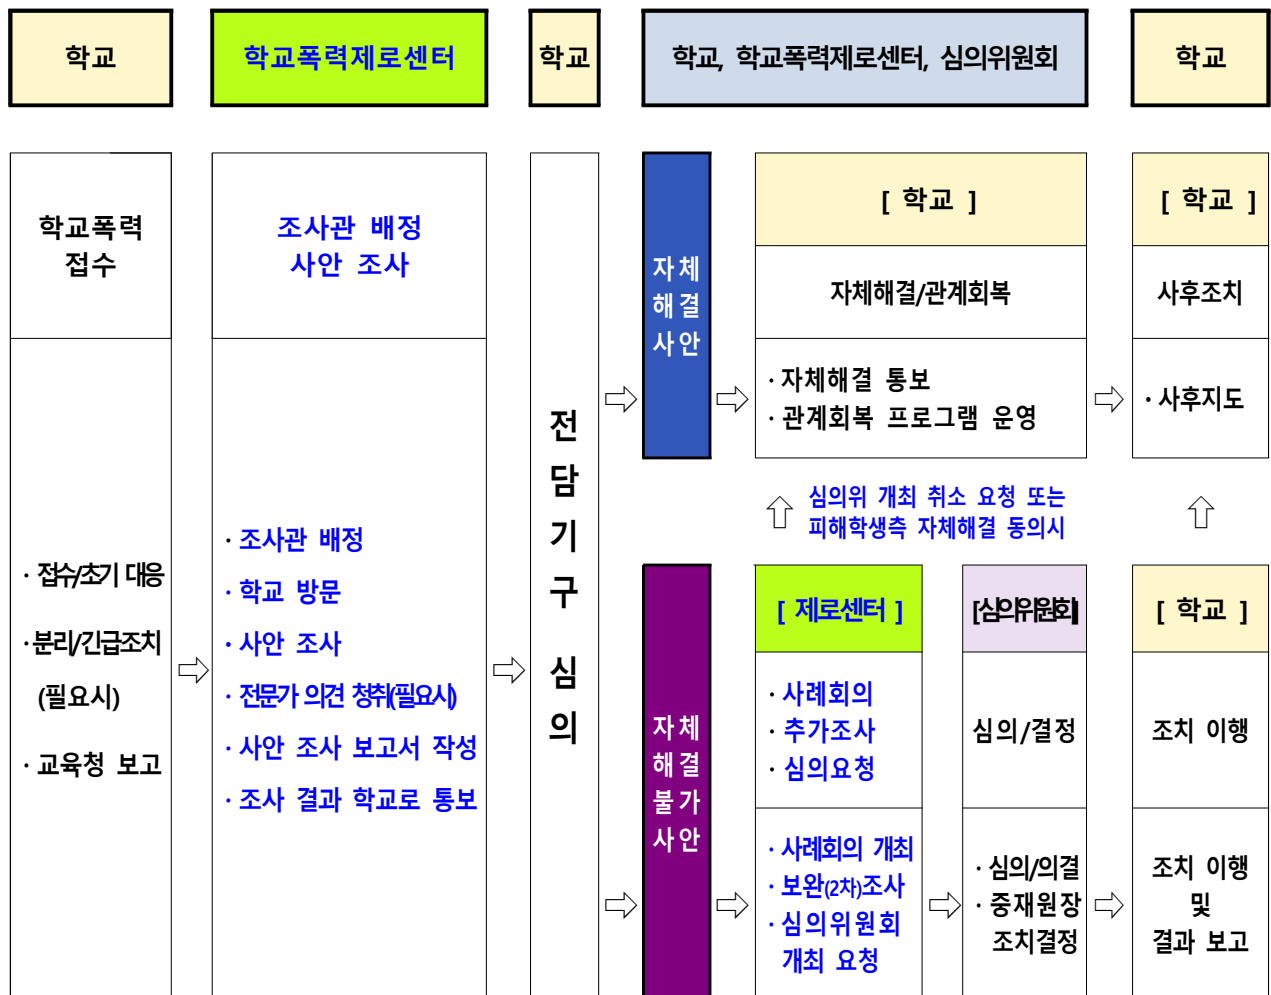 학교
학교폭력제로센터
학교
학교, 학교폭력제로센터, 심의위원회
학교
학교폭력
접수
· 접수/초기 대응
· 분리/긴급조치
(필요시)
· 교육청 보고
조사관 배정
사안 조사
· 조사관 배정
· 학교 방문
· 사안 조사
· 전문가 의견 청취(필요시)
· 사안 조사 보고서 작성
· 조사 결과 학교로 통보
전
담
기
구
심
의
자체
해결
사안
[ 학교 ]
자체해결/관계회복
· 자체해결 통보
· 관계회복 프로그램 운영
[ 학교 ]
사후조치
· 사후지도
심의위 개최 취소 요청 또는
피해학생측 자체해결 동의시
자체
해결
불가
사안
[ 제로센터 ]
· 사례회의
· 추가조사
· 심의요청
· 사례회의 개최
· 보완(2차)조사
· 심의위원회
개최 요청
[심의위원회]
심의/결정
· 심의/의결
· 중재원장
조치결정
[ 학교 ]
조치 이행
조치 이행
및
결과 보고